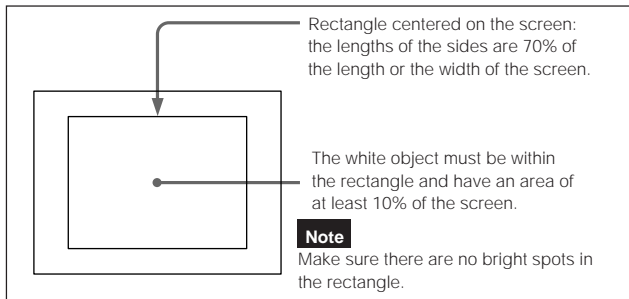 Rectangle centered on the screen:
the lengths of the sides are 70% of
the length or the width of the screen.
The white object must be within
the rectangle and have an area of
at least 10% of the screen.
Note
Make sure there are no bright spots in
the rectangle.